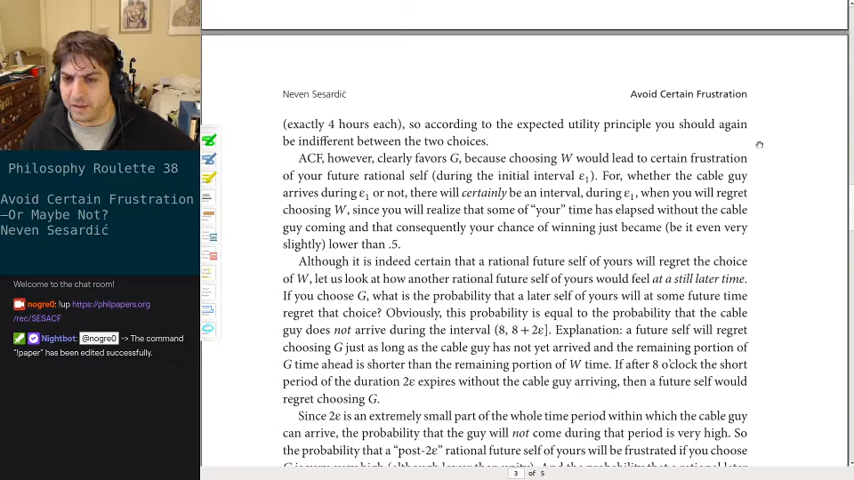 Neven Sesardić
Avoid Certain Frustration
(exactly 4 hours each), so according to the expected utility principle you should again
be indifferent between the two choices.
ACF, however, clearly favors G, because choosing W would lead to certain frustration
of your future rational self (during the initial interval ε1). For, whether the cable guy
arrives during ε1 or not, there will certainly be an interval, during ε1, when you will regret
choosing W, since you will realize that some of “your” time has elapsed without the cable
guy coming and that consequently your chance of winning just became (be it even very
slightly) lower than .5.
Although it is indeed certain that a rational future self of yours will regret the choice
of W, let us look at how another rational future self of yours would feel at a still later time.
If you choose G, what is the probability that a later self of yours will at some future time
regret that choice? Obviously, this probability is equal to the probability that the cable
guy does not arrive during the interval (8, 8 + 2ε]. Explanation: a future self will regret
choosing G just as long as the cable guy has not yet arrived and the remaining portion of
G time ahead is shorter than the remaining portion of W time. If after 8 o’clock the short
period of the duration 2ε expires without the cable guy arriving, then a future self would
regret choosing G.
Since 2ε is an extremely small part of the whole time period within which the cable guy
can arrive, the probability that the guy will not come during that period is very high. So
the probability that a “post-2ε” rational future self of yours will be frustrated if you choose
G is very very high (although lower than unity). And the probability that a rational later
3 of 5
Philosophy Roulette 38
Avoid Certain Frustration
—Or Maybe Not?
Neven Sesardić
Welcome to the chat room!
nogre0: !up https://philpapers.org
/rec/SESACF
Nightbot: @nogre0 -> The command
"!paper" has been edited successfully.